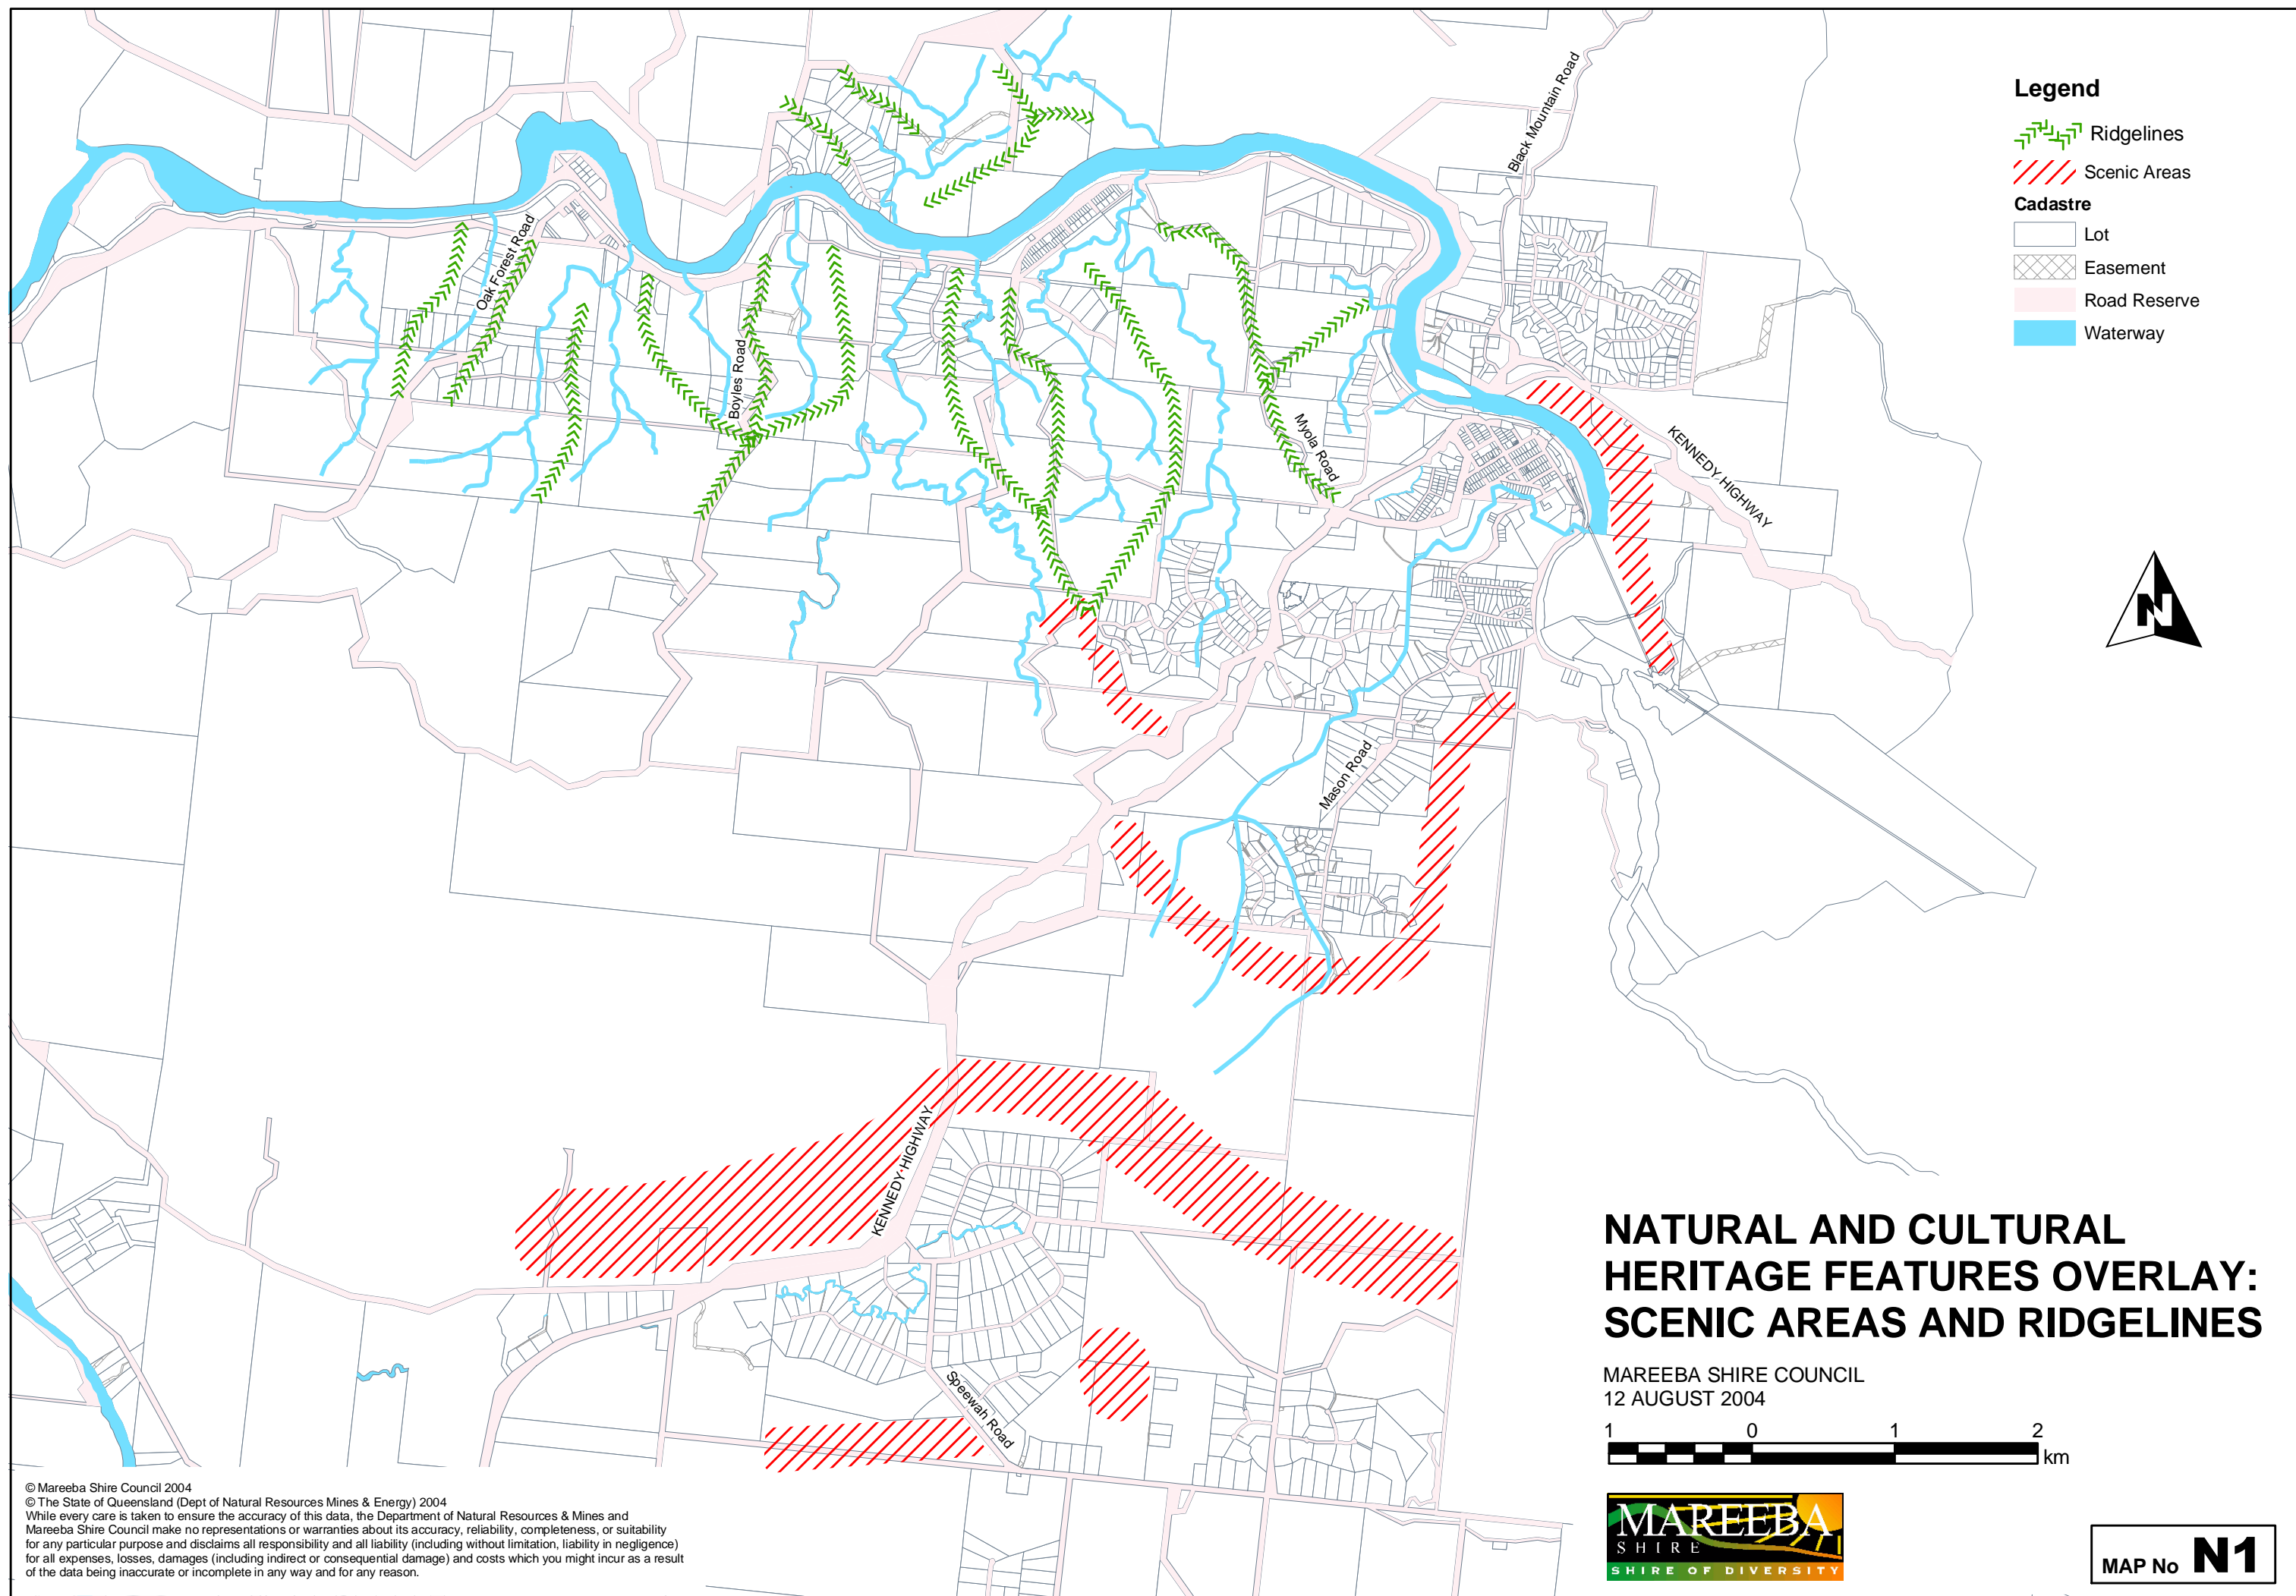 Black Mountain Road
Legend
Ridgelines
Scenic Areas
Cadastre
Lot
Easement
Road Reserve
Waterway
Oak Forest Road
Boyles Road
Myola Road
KENNEDY HIGHWAY
N
Mason Road
KENNEDY HIGHWAY
Speewah Road
NATURAL AND CULTURAL
HERITAGE FEATURES OVERLAY:
SCENIC AREAS AND RIDGELINES
MAREEBA SHIRE COUNCIL
12 AUGUST 2004
1 0 1 2
km
MAREEBA
SHIRE
SHIRE OF DIVERSITY
MAP No N1
© Mareeba Shire Council 2004
© The State of Queensland (Dept of Natural Resources Mines & Energy) 2004
While every care is taken to ensure the accuracy of this data, the Department of Natural Resources & Mines and
Mareeba Shire Council make no representations or warranties about its accuracy, reliability, completeness, or suitability
for any particular purpose and disclaims all responsibility and all liability (including without limitation, liability in negligence)
for all expenses, losses, damages (including indirect or consequential damage) and costs which you might incur as a result
of the data being inaccurate or incomplete in any way and for any reason.